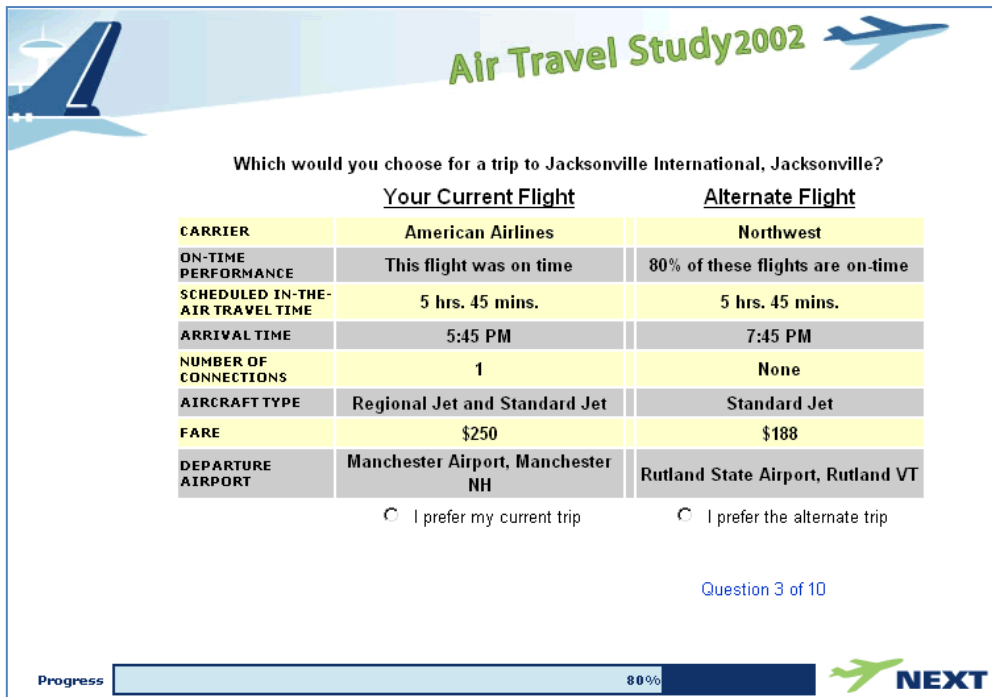 Air Travel Study2002
Which would you choose for a trip to Jacksonville International, Jacksonville?
Your Current Flight Alternate Flight
CARRIER American Airlines Northwest
ON-TIME
PERFORMANCE This flight was on time 80% of these flights are on-time
SCHEDULED IN-THE-
AIR TRAVEL TIME 5 hrs. 45 mins. 5 hrs. 45 mins.
ARRIVAL TIME 5:45 PM 7:45 PM
NUMBER OF
CONNECTIONS 1 None
AIRCRAFT TYPE Regional Jet and Standard Jet Standard Jet
FARE $250 $188
DEPARTURE
AIRPORT Manchester Airport, Manchester
NH Rutland State Airport, Rutland VT
I prefer my current trip I prefer the alternate trip
Question 3 of 10
Progress 80% NEXT